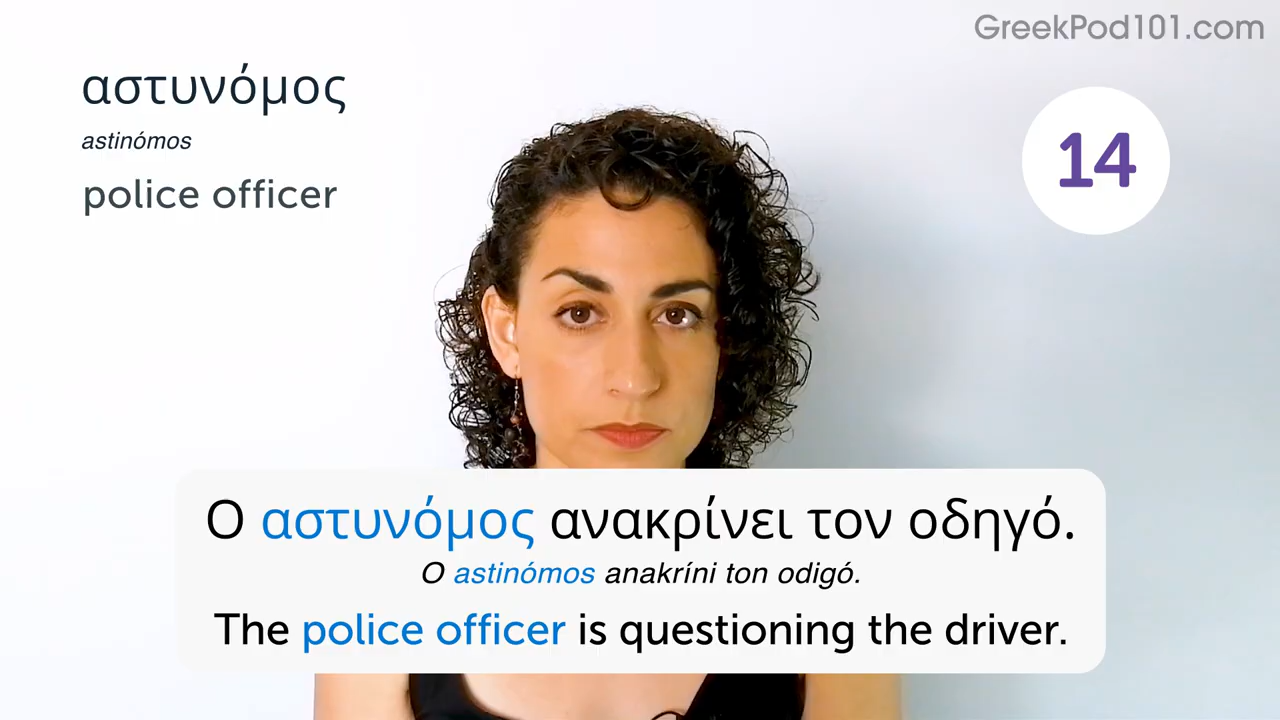 GreekPod101.com
αστυνόμος
astinómos
police officer
14
Ο αστυνόμος ανακρίνει τον οδηγό.
O astinómos anakríni ton odigó.
The police officer is questioning the driver.